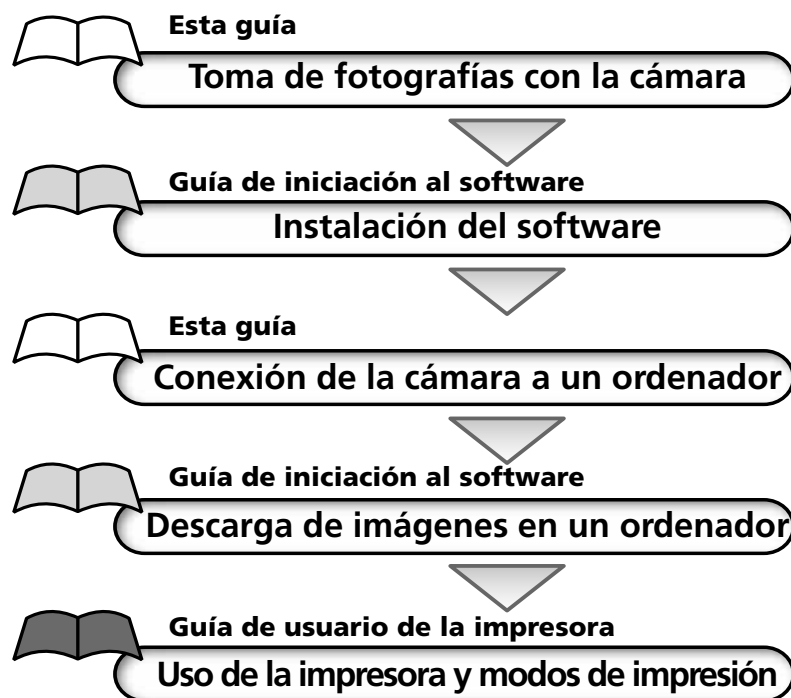 Esta guía
Toma de fotografías con la cámara
Guía de iniciación al software
Instalación del software
Esta guía
Conexión de la cámara a un ordenador
Guía de iniciación al software
Descarga de imágenes en un ordenador
Guía de usuario de la impresora
Uso de la impresora y modos de impresión